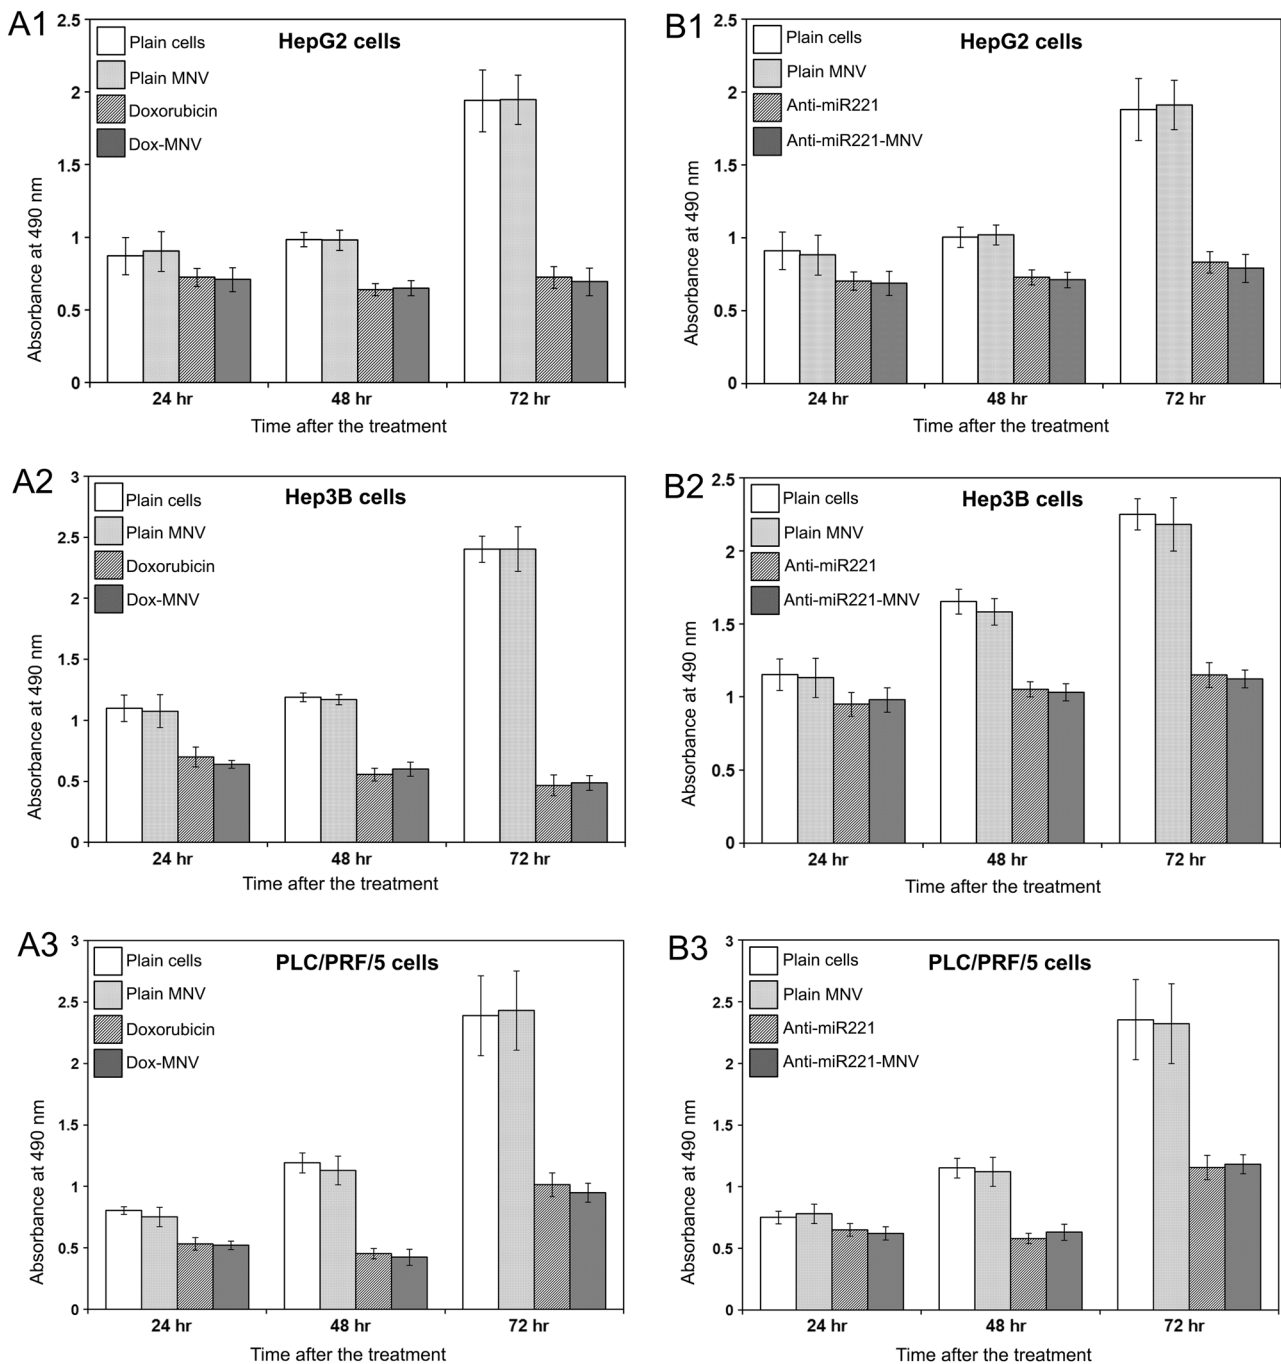 A1
HepG2 cells
Plain cells
Plain MNV
Doxorubicin
Dox-MNV
2.5
2
1.5
1
0.5
0
Absorbance at 490 nm
24 hr 48 hr 72 hr
Time after the treatment
B1
HepG2 cells
Plain cells
Plain MNV
Anti-miR221
Anti-miR221-MNV
2.5
2
1.5
1
0.5
0
Absorbance at 490 nm
24 hr 48 hr 72 hr
Time after the treatment
A2
Hep3B cells
Plain cells
Plain MNV
Doxorubicin
Dox-MNV
3
2.5
2
1.5
1
0.5
0
Absorbance at 490 nm
24 hr 48 hr 72 hr
Time after the treatment
B2
Hep3B cells
Plain cells
Plain MNV
Anti-miR221
Anti-miR221-MNV
2.5
2
1.5
1
0.5
0
Absorbance at 490 nm
24 hr 48 hr 72 hr
Time after the treatment
A3
PLC/PRF/5 cells
Plain cells
Plain MNV
Doxorubicin
Dox-MNV
3
2.5
2
1.5
1
0.5
0
Absorbance at 490 nm
24 hr 48 hr 72 hr
Time after the treatment
B3
PLC/PRF/5 cells
Plain cells
Plain MNV
Anti-miR221
Anti-miR221-MNV
3
2.5
2
1.5
1
0.5
0
Absorbance at 490 nm
24 hr 48 hr 72 hr
Time after the treatment